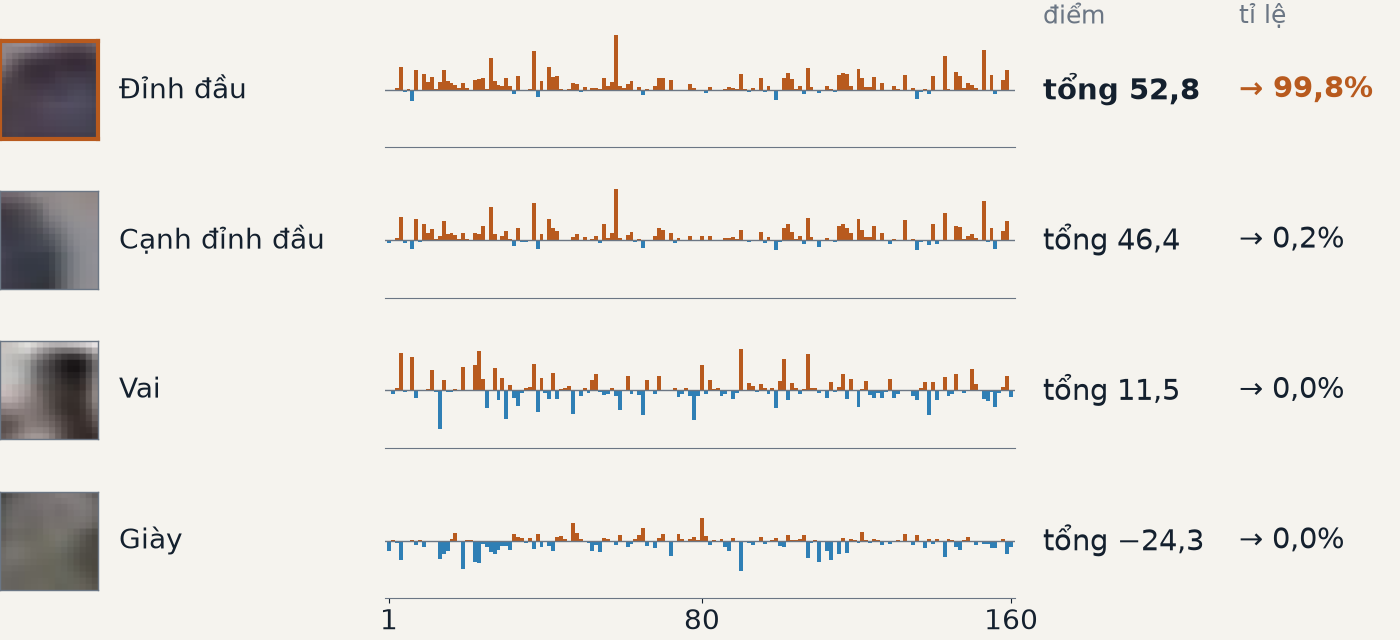 điểm tỉ lệ
Đỉnh đầu tổng 52,8 → 99,8%
Cạnh đỉnh đầu tổng 46,4 → 0,2%
Vai tổng 11,5 → 0,0%
Giày tổng −24,3 → 0,0%
1 80 160